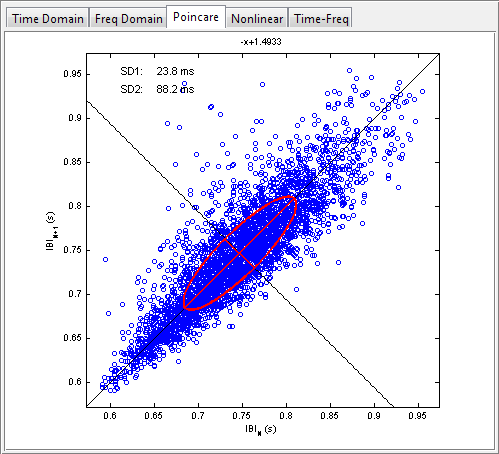 Time Domain Freq Domain Poincare Nonlinear Time-Freq
-x+1.4933
SD1: 23.8 ms
SD2: 88.2 ms
0.95
0.9
0.85
0.8
0.75
0.7
0.65
0.6
IBI N+1 (s)
0.6 0.65 0.7 0.75 0.8 0.85 0.9 0.95
IBI N (s)